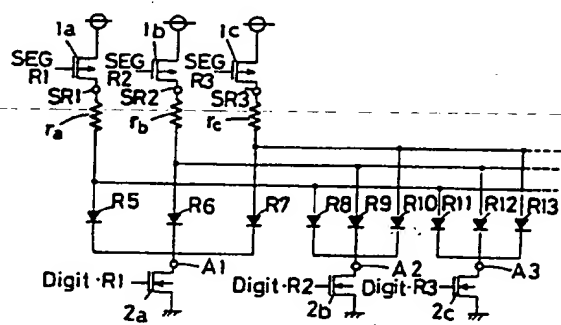 1a 1b 1c
SEG R1 SEG R2 SEG R3
SR1 SR2 SR3
ra rb rc
R5 R6 R7 R8 R9 R10 R11 R12 R13
A1 A2 A3
Digit·R1 Digit·R2 Digit·R3
2a 2b 2c